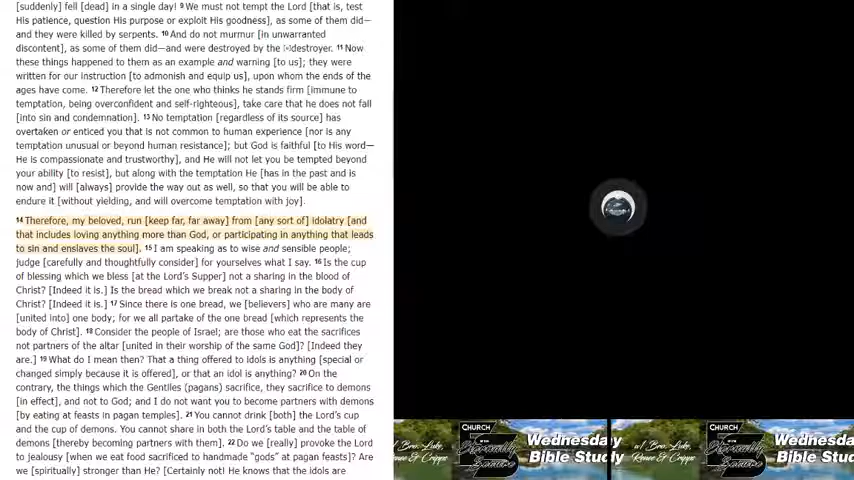 [suddenly] fell [dead] in a single day! 9 We must not tempt the Lord [that is, test
His patience, question His purpose or exploit His goodness], as some of them did—
and they were killed by serpents. 10 And do not murmur [in unwarranted
discontent], as some of them did—and were destroyed by the destroyer. 11 Now
these things happened to them as an example and warning [to us]; they were
written for our instruction [to admonish and equip us], upon whom the ends of the
ages have come. 12 Therefore let the one who thinks he stands firm [immune to
temptation, being overconfident and self-righteous], take care that he does not fall
[into sin and condemnation]. 13 No temptation [regardless of its source] has
overtaken or enticed you that is not common to human experience [nor is any
temptation unusual or beyond human resistance]; but God is faithful [to His word—
He is compassionate and trustworthy], and He will not let you be tempted beyond
your ability [to resist], but along with the temptation He [has in the past and is
now and] will [always] provide the way out as well, so that you will be able to
endure it [without yielding, and will overcome temptation with joy].
14 Therefore, my beloved, run [keep far, far away] from [any sort of] idolatry [and
that includes loving anything more than God, or participating in anything that leads
to sin and enslaves the soul]. 15 I am speaking as to wise and sensible people;
judge [carefully and thoughtfully consider] for yourselves what I say. 16 Is the cup
of blessing which we bless [at the Lord's Supper] not a sharing in the blood of
Christ? [Indeed it is.] Is the bread which we break not a sharing in the body of
Christ? [Indeed it is.] 17 Since there is one bread, we [believers] who are many are
[united into] one body; for we all partake of the one bread [which represents the
body of Christ]. 18 Consider the people of Israel; are those who eat the sacrifices
not partners of the altar [united in their worship of the same God]? [Indeed they
are.] 19 What do I mean then? That a thing offered to idols is anything [special or
changed simply because it is offered], or that an idol is anything? 20 On the
contrary, the things which the Gentiles (pagans) sacrifice, they sacrifice to demons
[in effect], and not to God; and I do not want you to become partners with demons
[by eating at feasts in pagan temples]. 21 You cannot drink [both] the Lord's cup
and the cup of demons. You cannot share in both the Lord's table and the table of
demons [thereby becoming partners with them]. 22 Do we [really] provoke the Lord
to jealousy [when we eat food sacrificed to handmade "gods" at pagan feasts]? Are
we [spiritually] stronger than He? [Certainly not! He knows that the idols are
w/ Bro. Luke,
Renee & Cripps
CHURCH
Eternally
Secure
Wednesday
Bible Study
w/ Bro. Luke,
Renee & Cripps
CHURCH
Eternally
Secure
Wednesd
Bible Stud